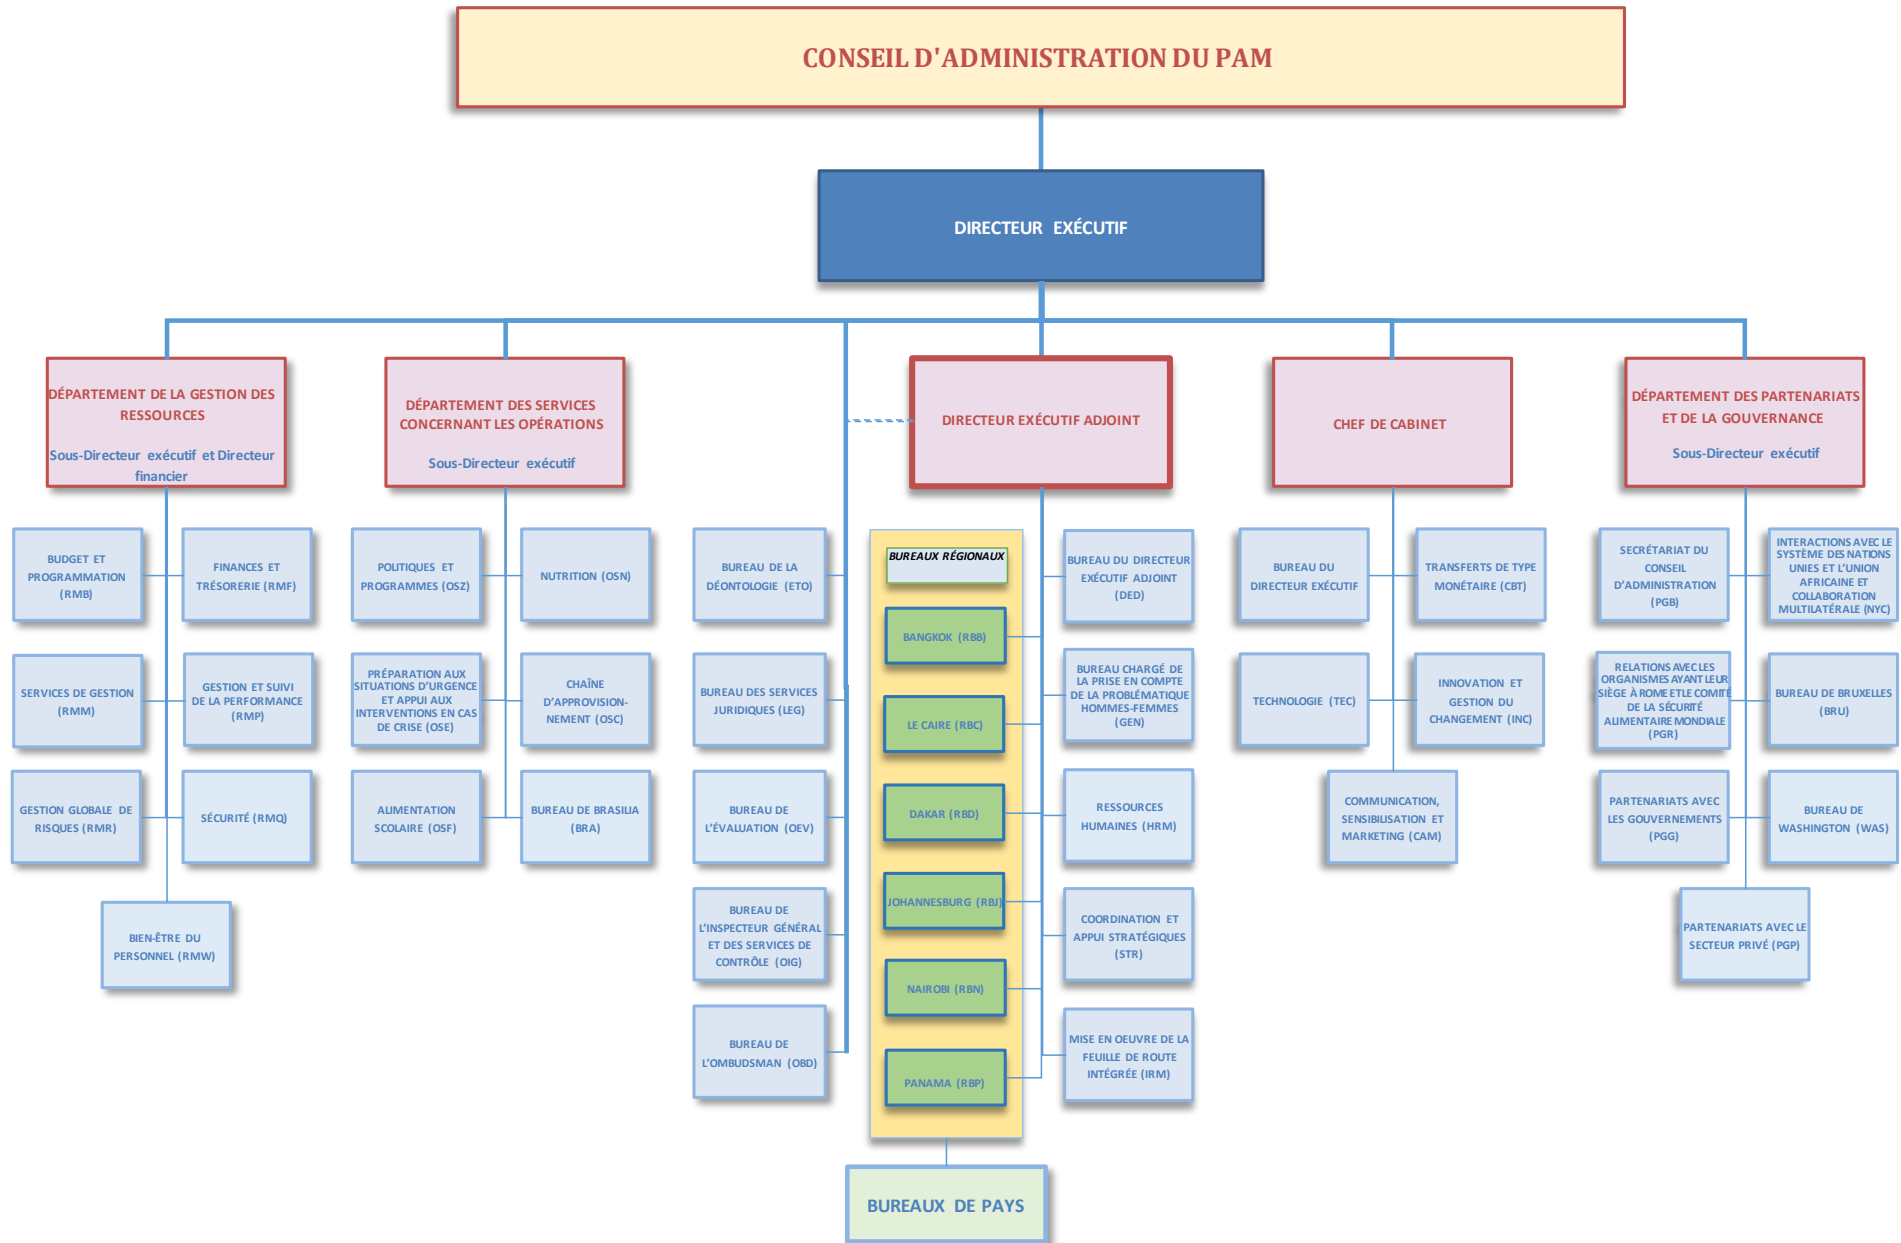 CONSEIL D'ADMINISTRATION DU PAM
DIRECTEUR EXÉCUTIF
DÉPARTEMENT DE LA GESTION DES
RESSOURCES
Sous-Directeur exécutif et Directeur
financier
DÉPARTEMENT DES SERVICES
CONCERNANT LES OPÉRATIONS
Sous-Directeur exécutif
DIRECTEUR EXÉCUTIF ADJOINT
CHEF DE CABINET
DÉPARTEMENT DES PARTENARIATS
ET DE LA GOUVERNANCE
Sous-Directeur exécutif
BUDGET ET
PROGRAMMATION
(RMB)
FINANCES ET
TRÉSORERIE (RMF)
SERVICES DE GESTION
(RMM)
GESTION ET SUIVI
DE LA PERFORMANCE
(RMP)
GESTION GLOBALE DE
RISQUES (RMR)
SÉCURITÉ (RMQ)
BIEN-ÊTRE DU
PERSONNEL (RMW)
POLITIQUES ET
PROGRAMMES (OSZ)
NUTRITION (OSN)
PRÉPARATION AUX
SITUATIONS D'URGENCE
ET APPUI AUX
INTERVENTIONS EN CAS
DE CRISE (OSE)
CHAÎNE
D'APPROVISION-
NEMENT (OSC)
ALIMENTATION
SCOLAIRE (OSF)
BUREAU DE BRASILIA
(BRA)
BUREAU DE LA
DÉONTOLOGIE (ETO)
BUREAU DES SERVICES
JURIDIQUES (LEG)
BUREAU DE
L'ÉVALUATION (OEV)
BUREAU DE
L'INSPECTEUR GÉNÉRAL
ET DES SERVICES DE
CONTRÔLE (OIG)
BUREAU DE
L'OMBUDSMAN (OBD)
BUREAUX RÉGIONAUX
BANGKOK (RBB)
LE CAIRE (RBC)
DAKAR (RBD)
JOHANNESBURG (RBJ)
NAIROBI (RBN)
PANAMA (RBP)
BUREAUX DE PAYS
BUREAU DU DIRECTEUR
EXÉCUTIF ADJOINT
(DED)
BUREAU CHARGÉ DE
LA PRISE EN COMPTE
DE LA PROBLÉMATIQUE
HOMMES-FEMMES
(GEN)
RESSOURCES
HUMAINES (HRM)
COORDINATION ET
APPUI STRATÉGIQUES
(STR)
MISE EN OEUVRE DE LA
FEUILLE DE ROUTE
INTÉGRÉE (IRM)
BUREAU DU
DIRECTEUR EXÉCUTIF
TRANSFERTS DE TYPE
MONÉTAIRE (CBT)
TECHNOLOGIE (TEC)
INNOVATION ET
GESTION DU
CHANGEMENT (INC)
COMMUNICATION,
SENSIBILISATION ET
MARKETING (CAM)
SECRÉTARIAT DU
CONSEIL
D'ADMINISTRATION
(PGB)
INTERACTIONS AVEC LE
SYSTÈME DES NATIONS
UNIES ET L'UNION
AFRICAINE ET
COLLABORATION
MULTILATÉRALE (NYC)
RELATIONS AVEC LES
ORGANISMES AYANT LEUR
SIÈGE À ROME ET LE COMITÉ
DE LA SÉCURITÉ
ALIMENTAIRE MONDIALE
(PGR)
BUREAU DE BRUXELLES
(BRU)
PARTENARIATS AVEC
LES GOUVERNEMENTS
(PGG)
BUREAU DE
WASHINGTON (WAS)
PARTENARIATS AVEC LE
SECTEUR PRIVÉ (PGP)